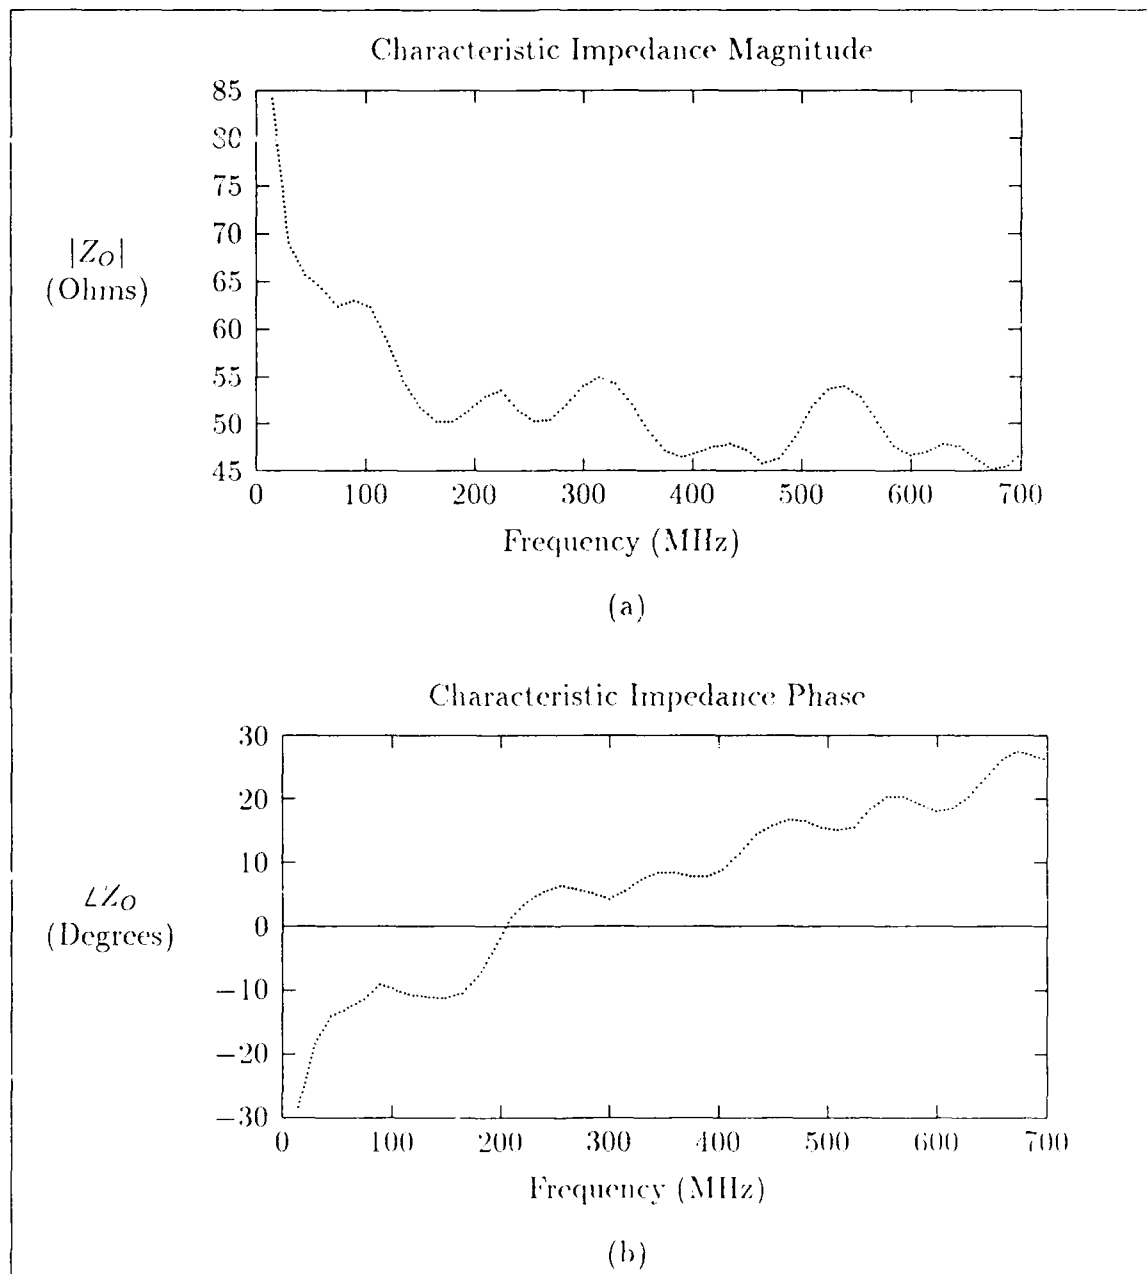 Characteristic Impedance Magnitude
85
80
75
70
65
60
55
50
45
|Z_O|
(Ohms)
0 100 200 300 400 500 600 700
Frequency (MHz)
(a)
Characteristic Impedance Phase
30
20
10
0
−10
−20
−30
∠Z_O
(Degrees)
0 100 200 300 400 500 600 700
Frequency (MHz)
(b)